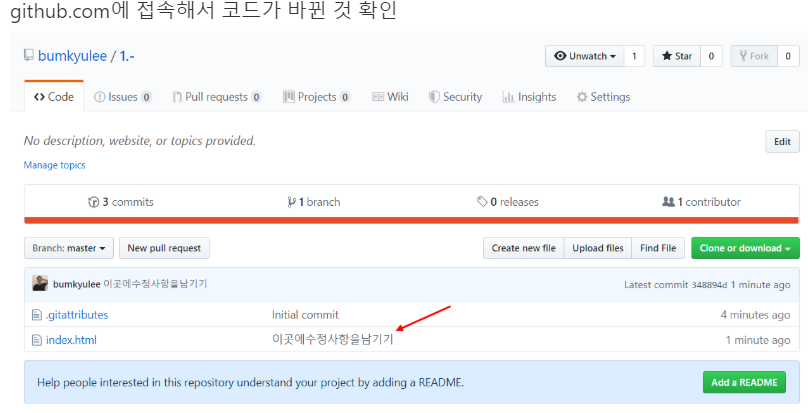 github.com에 접속해서 코드가 바뀐 것 확인
bumkyulee / 1.-
Unwatch 1 Star 0 Fork 0
Code Issues 0 Pull requests 0 Projects 0 Wiki Security Insights Settings
No description, website, or topics provided. Edit
Manage topics
3 commits 1 branch 0 releases 1 contributor
Branch: master New pull request Create new file Upload files Find File Clone or download
bumkyulee 이곳에수정사항을남기기 Latest commit 348894d 1 minute ago
.gitattributes Initial commit 4 minutes ago
index.html 이곳에수정사항을남기기 1 minute ago
Help people interested in this repository understand your project by adding a README. Add a README